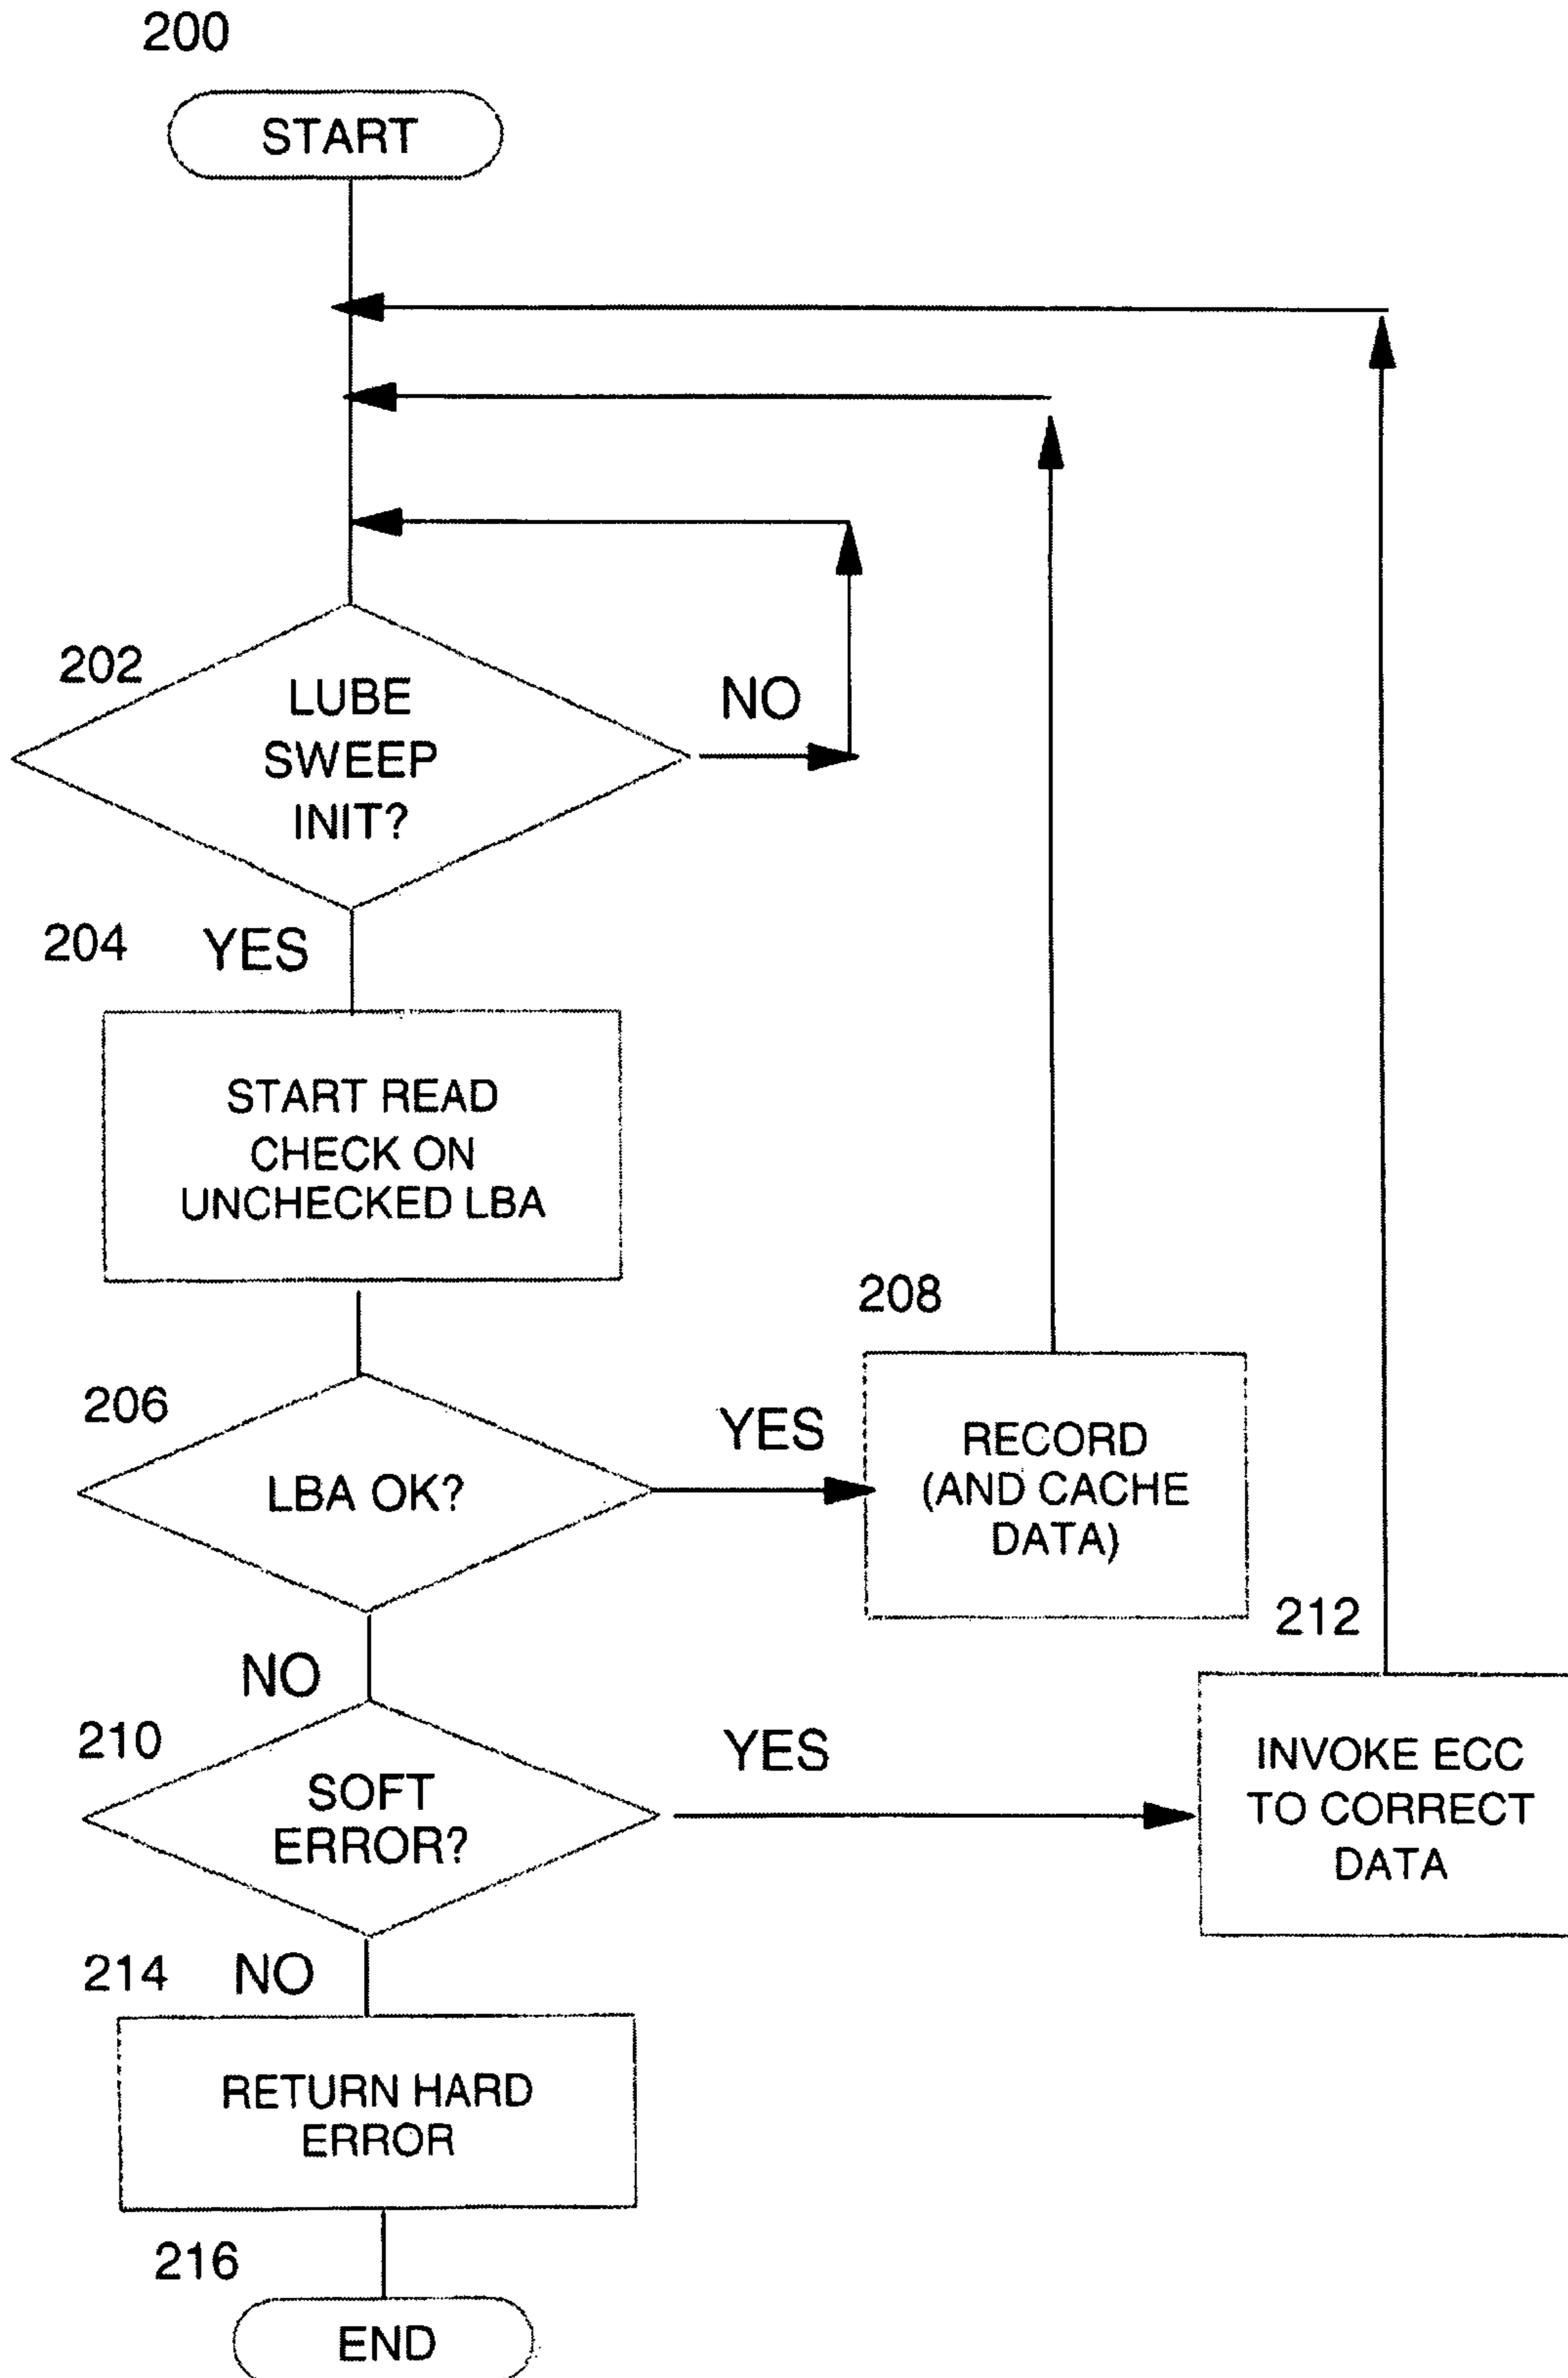 200
START
202
LUBE
SWEEP
INIT?
NO
204
YES
START READ
CHECK ON
UNCHECKED LBA
208
206
LBA OK?
YES
RECORD
(AND CACHE
DATA)
NO
212
210
SOFT
ERROR?
YES
INVOKE ECC
TO CORRECT
DATA
214
NO
RETURN HARD
ERROR
216
END